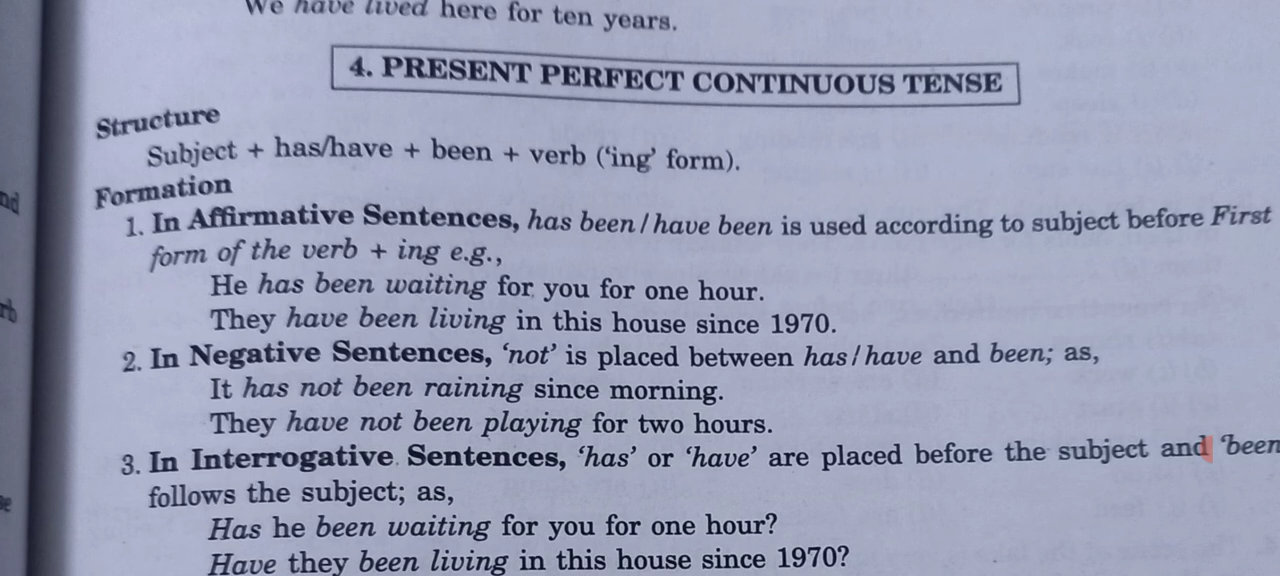 We have lived here for ten years.
4. PRESENT PERFECT CONTINUOUS TENSE
Structure
Subject + has/have + been + verb (‘ing’ form).
Formation
1. In Affirmative Sentences, has been/have been is used according to subject before First
form of the verb + ing e.g.,
He has been waiting for you for one hour.
They have been living in this house since 1970.
2. In Negative Sentences, ‘not’ is placed between has/have and been; as,
It has not been raining since morning.
They have not been playing for two hours.
3. In Interrogative Sentences, ‘has’ or ‘have’ are placed before the subject and ‘been
follows the subject; as,
Has he been waiting for you for one hour?
Have they been living in this house since 1970?